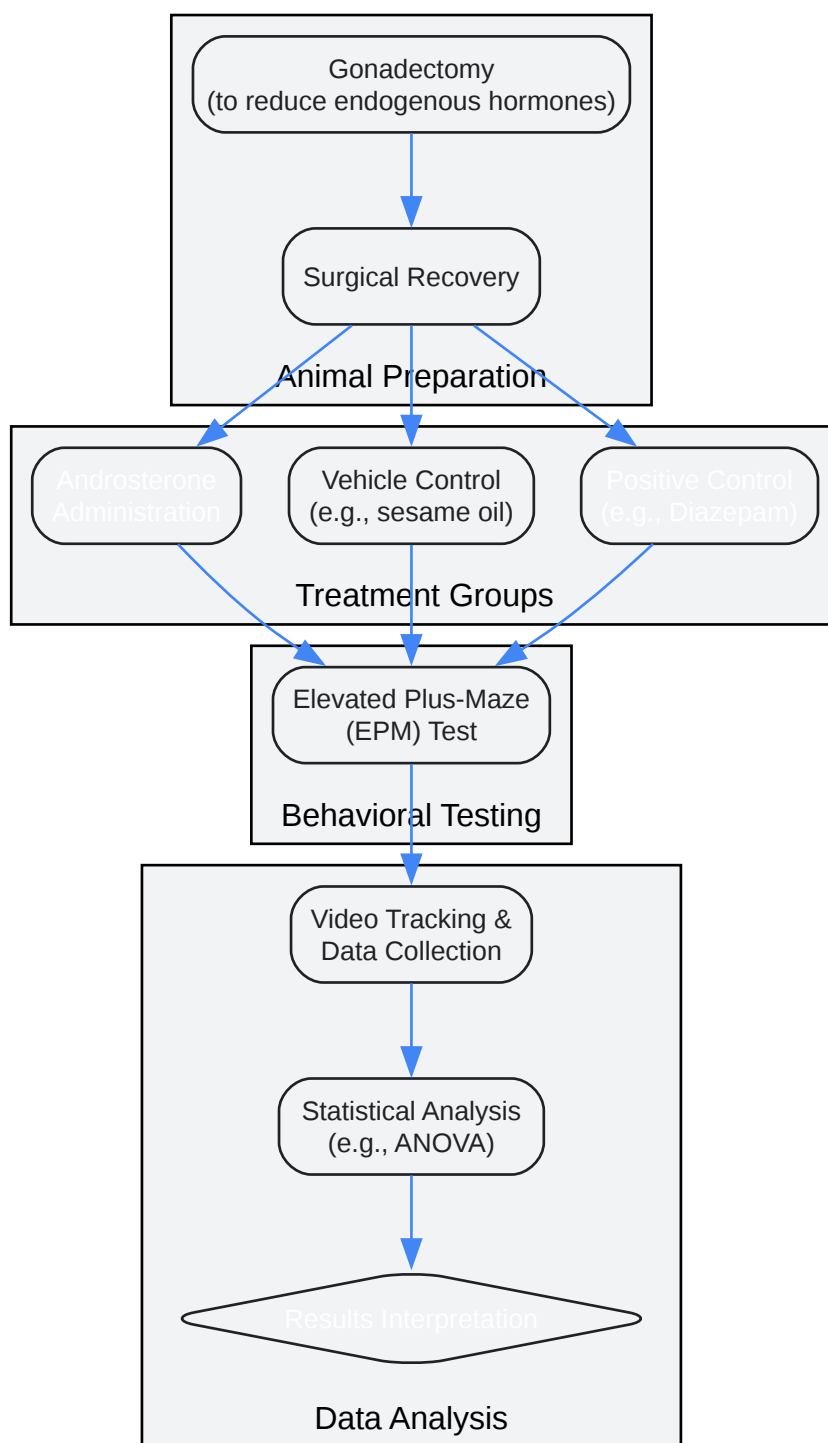 Gonadectomy
(to reduce endogenous hormones)
Surgical Recovery
Animal Preparation
Androsterone
Administration
Vehicle Control
(e.g., sesame oil)
Positive Control
(e.g., Diazepam)
Treatment Groups
Elevated Plus-Maze
(EPM) Test
Behavioral Testing
Video Tracking &
Data Collection
Statistical Analysis
(e.g., ANOVA)
Results Interpretation
Data Analysis